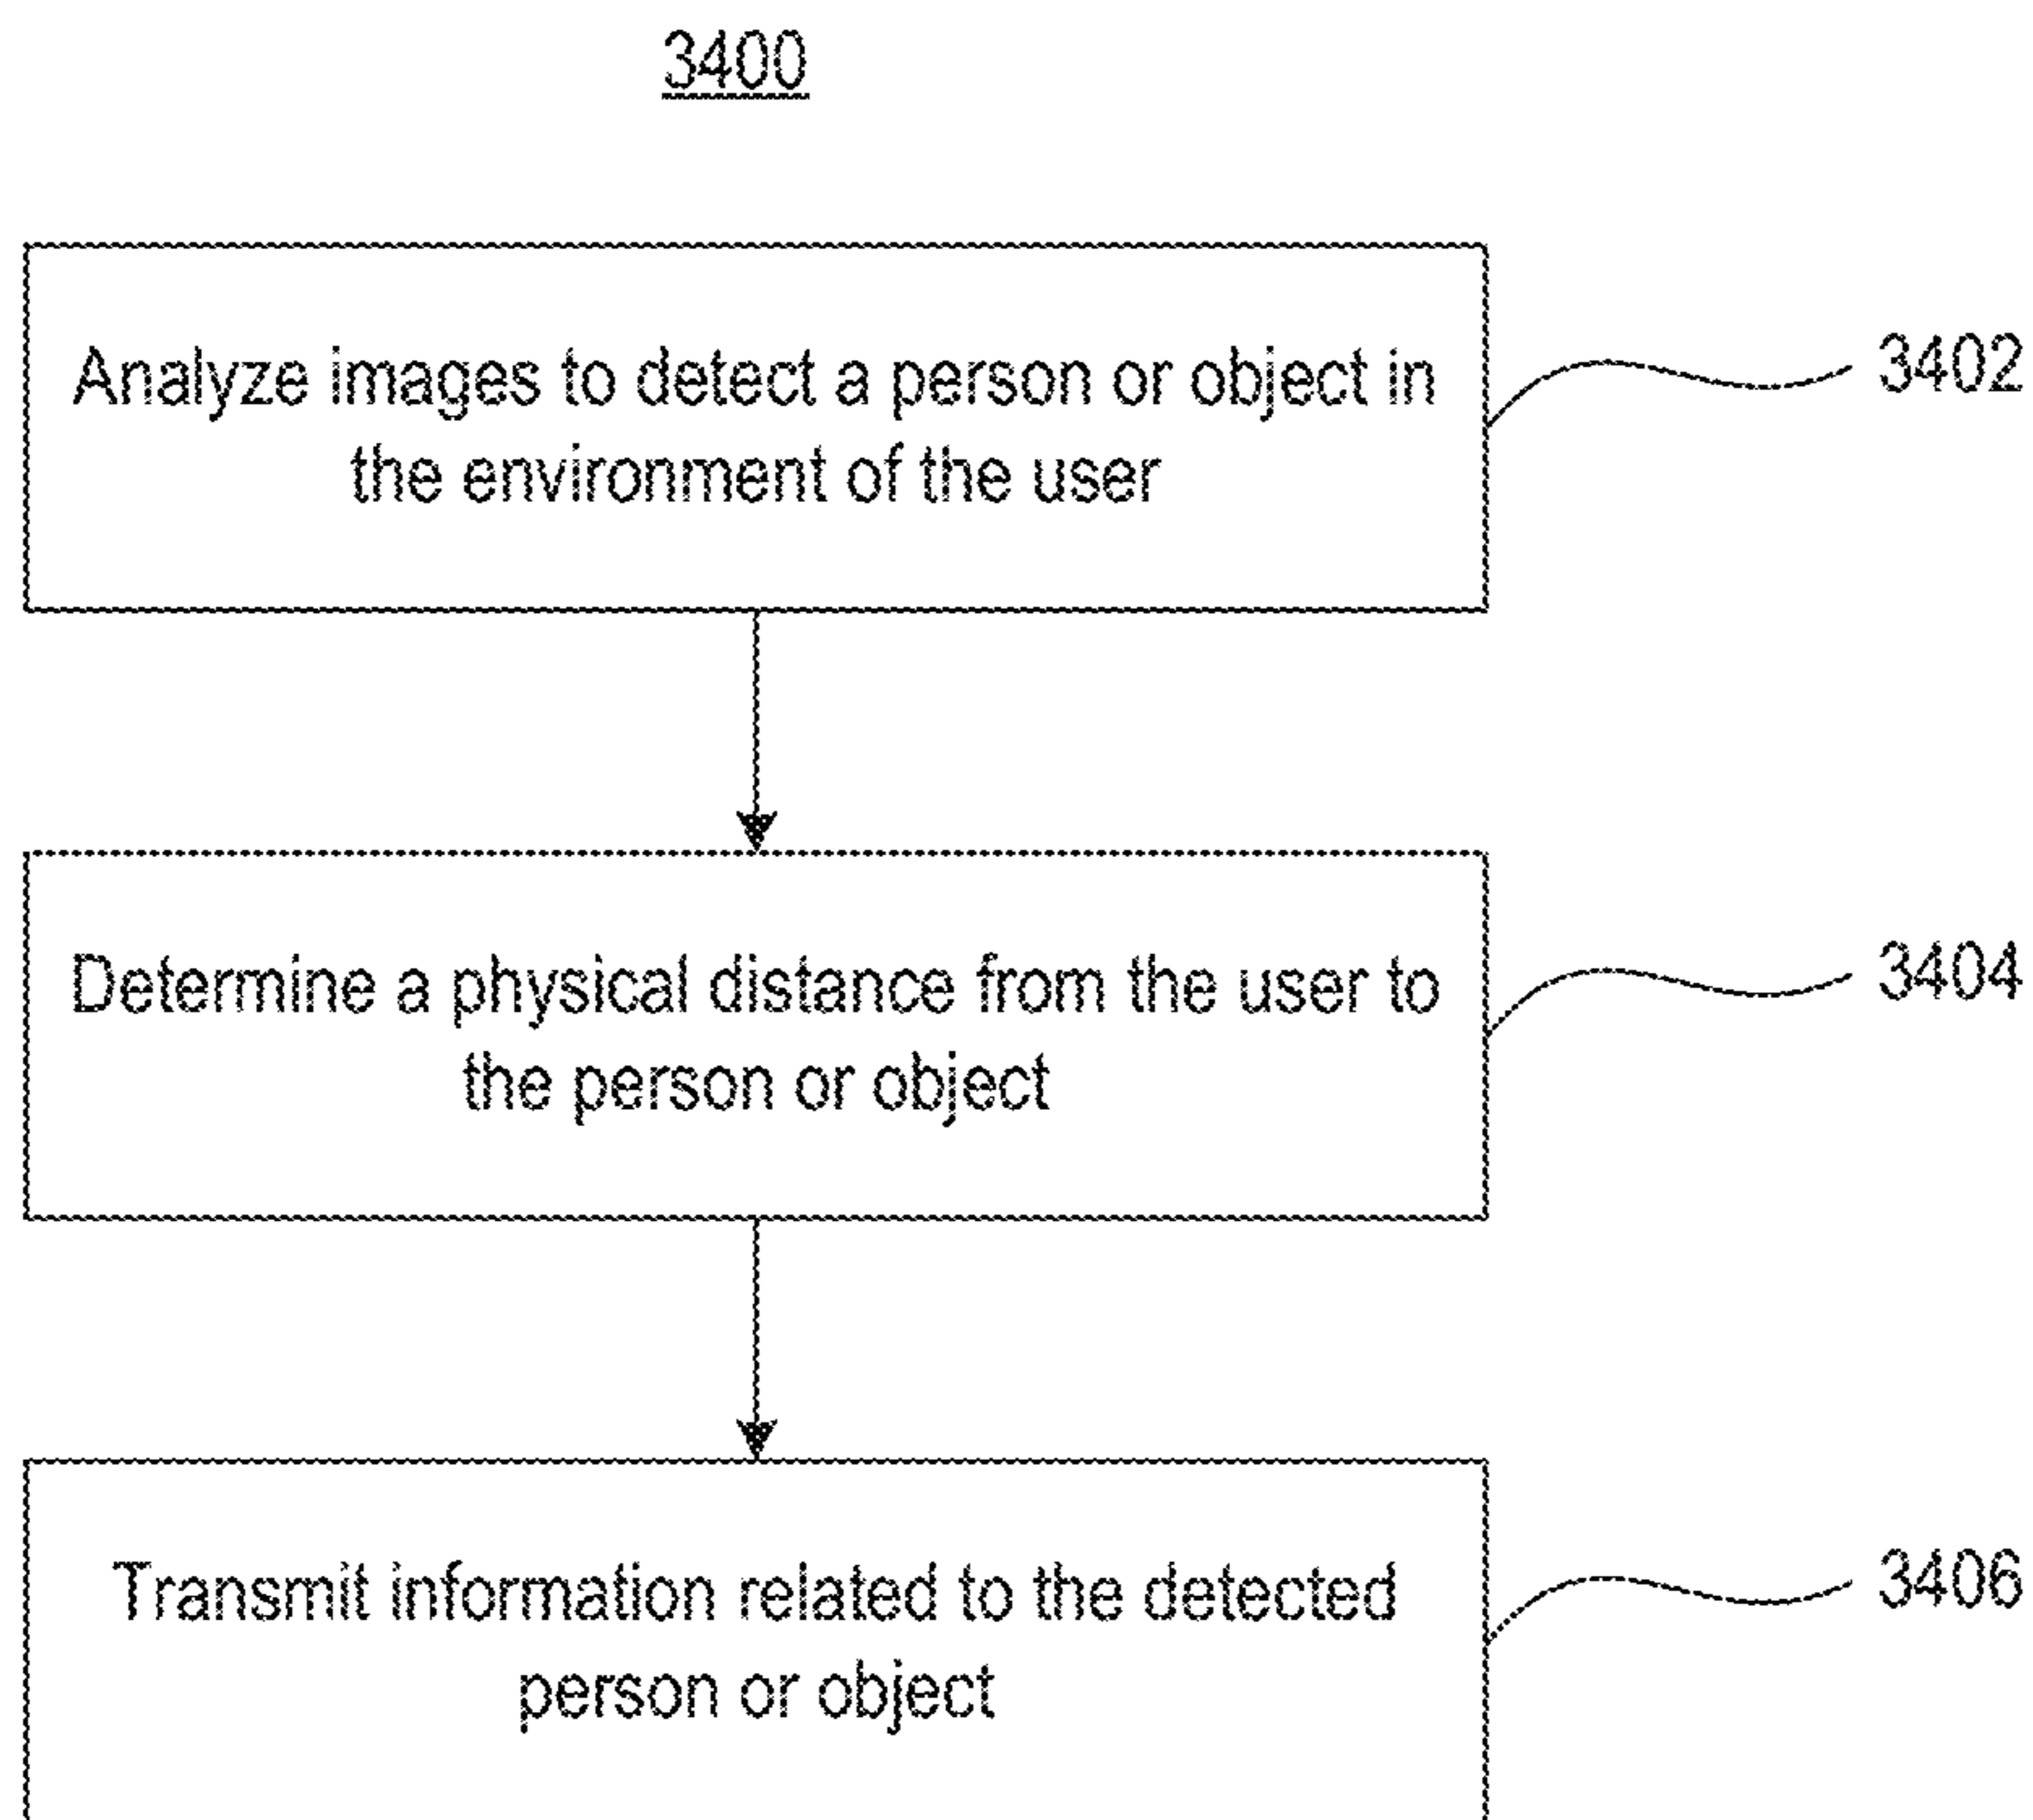 3400
Analyze images to detect a person or object in
the environment of the user
3402
Determine a physical distance from the user to
the person or object
3404
Transmit information related to the detected
person or object
3406